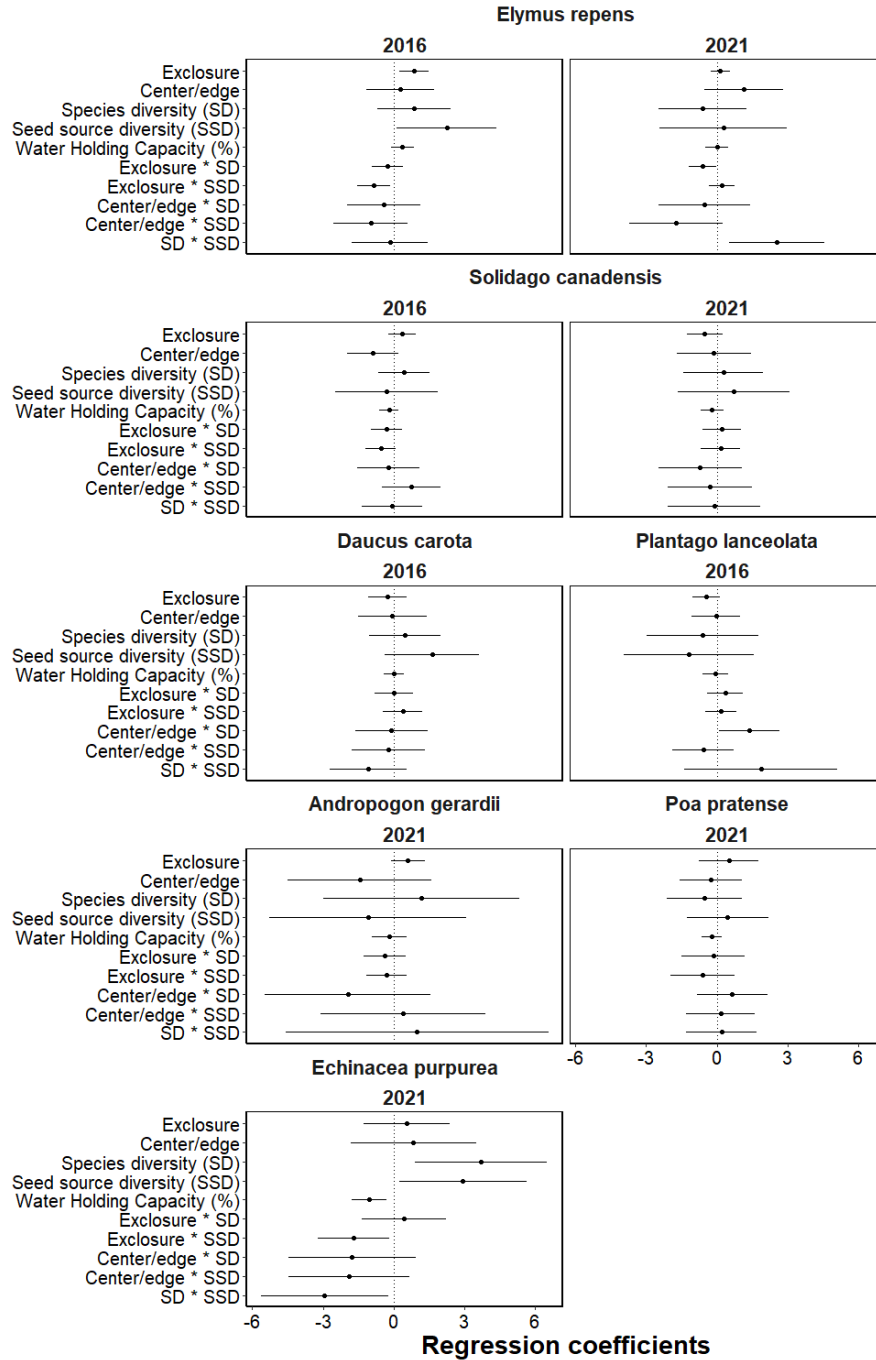 Elymus repens
2016 2021
Exclosure
Center/edge
Species diversity (SD)
Seed source diversity (SSD)
Water Holding Capacity (%)
Exclosure * SD
Exclosure * SSD
Center/edge * SD
Center/edge * SSD
SD * SSD
Solidago canadensis
2016 2021
Exclosure
Center/edge
Species diversity (SD)
Seed source diversity (SSD)
Water Holding Capacity (%)
Exclosure * SD
Exclosure * SSD
Center/edge * SD
Center/edge * SSD
SD * SSD
Daucus carota Plantago lanceolata
2016 2016
Exclosure
Center/edge
Species diversity (SD)
Seed source diversity (SSD)
Water Holding Capacity (%)
Exclosure * SD
Exclosure * SSD
Center/edge * SD
Center/edge * SSD
SD * SSD
Andropogon gerardii Poa pratense
2021 2021
Exclosure
Center/edge
Species diversity (SD)
Seed source diversity (SSD)
Water Holding Capacity (%)
Exclosure * SD
Exclosure * SSD
Center/edge * SD
Center/edge * SSD
SD * SSD
-6 -3 0 3 6
Echinacea purpurea
2021
Exclosure
Center/edge
Species diversity (SD)
Seed source diversity (SSD)
Water Holding Capacity (%)
Exclosure * SD
Exclosure * SSD
Center/edge * SD
Center/edge * SSD
SD * SSD
-6 -3 0 3 6
Regression coefficients